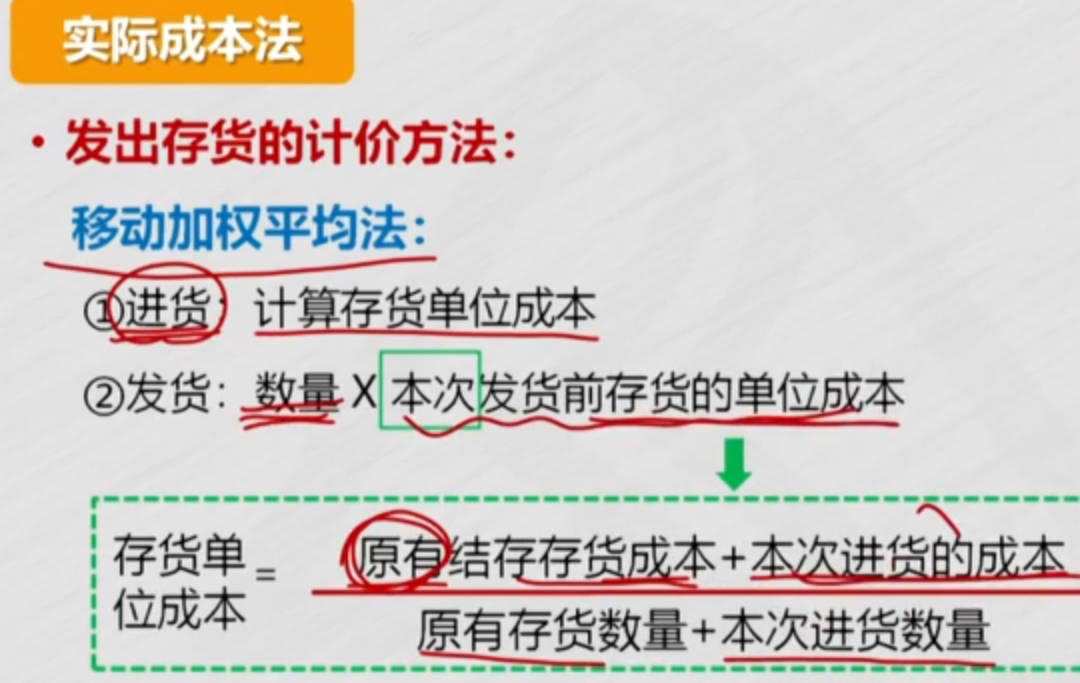 实际成本法
·发出存货的计价方法：
移动加权平均法：
①进货：计算存货单位成本
②发货：数量X本次发货前存货的单位成本
存货单位成本=
原有结存存货成本+本次进货的成本
原有存货数量+本次进货数量